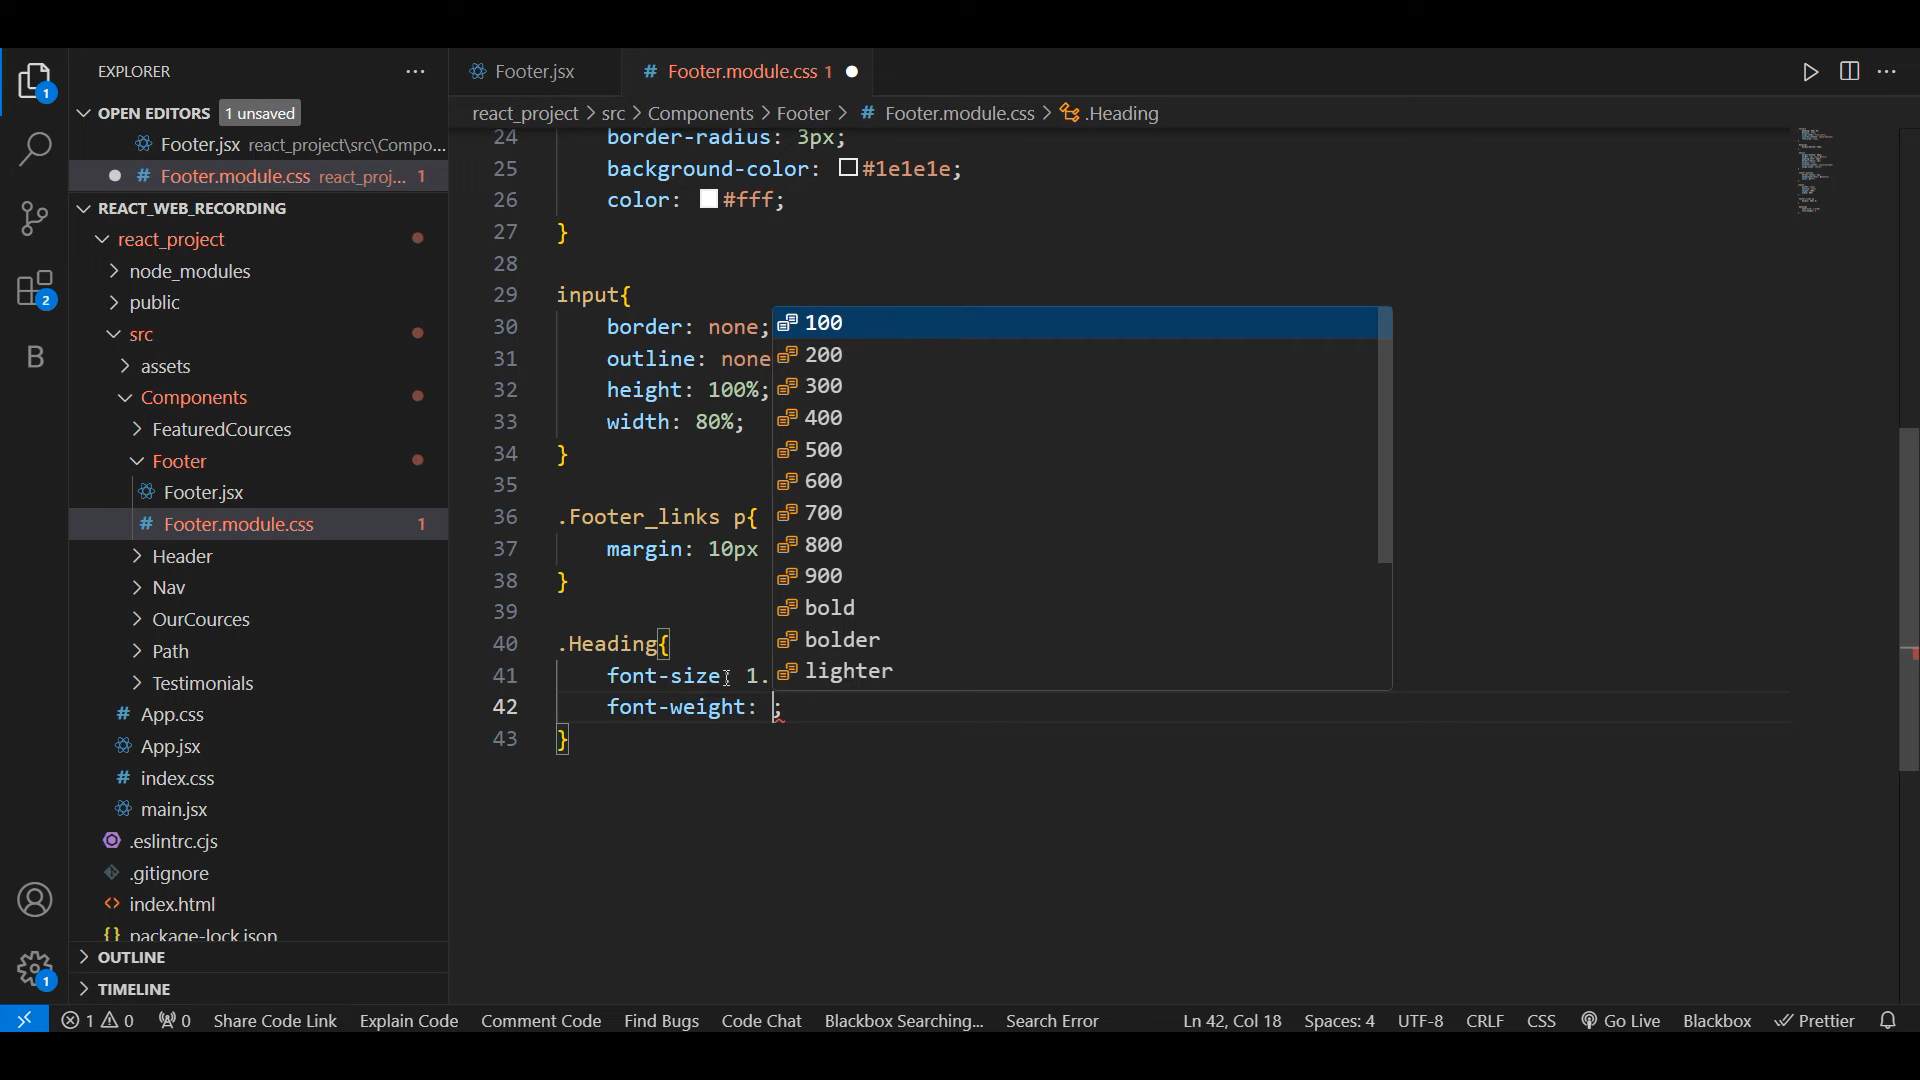 EXPLORER
Footer.jsx
# Footer.module.css 1
OPEN EDITORS 1 unsaved
react_project > src > Components > Footer > # Footer.module.css > .Heading
Footer.jsx react_project\src\Compo...
# Footer.module.css react_proj... 1
REACT_WEB_RECORDING
react_project
node_modules
public
src
assets
Components
FeaturedCources
Footer
Footer.jsx
# Footer.module.css 1
Header
Nav
OurCources
Path
Testimonials
# App.css
App.jsx
# index.css
main.jsx
.eslintrc.cjs
.gitignore
<> index.html
{} package-lock.json
OUTLINE
TIMELINE
1
2
B
1
24 border-radius: 3px;
25 background-color: #1e1e1e;
26 color: #fff;
27 }
28
29 input{
30 border: none;
31 outline: none
32 height: 100%;
33 width: 80%;
34 }
35
36 .Footer_links p{
37 margin: 10px
38 }
39
40 .Heading{
41 font-size: 1.
42 font-weight: ;
43 }
100
200
300
400
500
600
700
800
900
bold
bolder
lighter
1 0 0 Share Code Link Explain Code Comment Code Find Bugs Code Chat Blackbox Searching... Search Error Ln 42, Col 18 Spaces: 4 UTF-8 CRLF CSS Go Live Blackbox Prettier